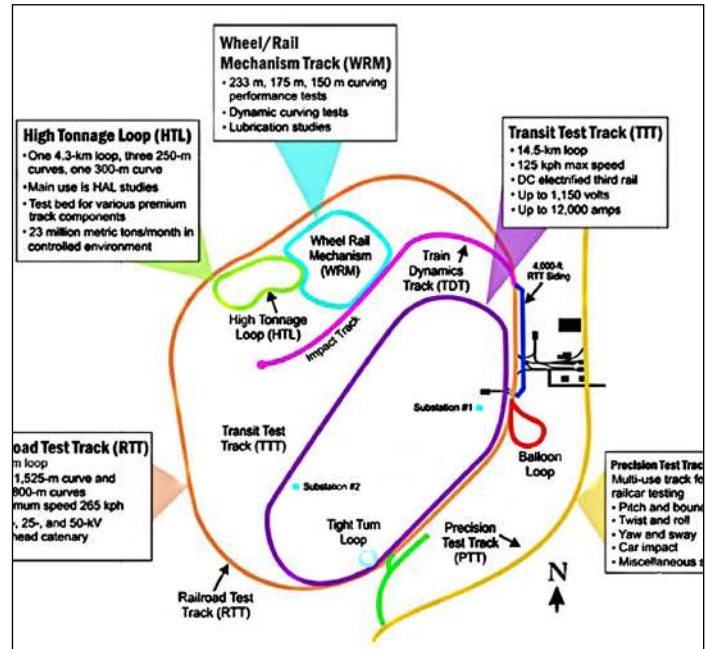 Wheel/Rail
Mechanism Track (WRM)
• 233 m, 175 m, 150 m curving
performance tests
• Dynamic curving tests
• Lubrication studies
High Tonnage Loop (HTL)
• One 4.3-km loop, three 250-m
curves, one 300-m curve
• Main use is HAL studies
• Test bed for various premium
track components
• 23 million metric tons/month in
controlled environment
Transit Test Track (TTT)
• 14.5-km loop
• 125 kph max speed
• DC electrified third rail
• Up to 1,150 volts
• Up to 12,000 amps
Wheel Rail
Mechanism
(WRM)
Train
Dynamics
Track (TDT)
4,000-ft
RTT Siding
High Tonnage
Loop (HTL)
Impact Track
Transit Test
Track (TTT)
Substation #1
Balloon
Loop
Substation #2
Tight Turn
Loop
Precision
Test Track
(PTT)
Railroad Test
Track (RTT)
N
oad Test Track (RTT)
m loop
1,525-m curve and
800-m curves
mum speed 265 kph
-, 25-, and 50-kV
head catenary
Precision Test Trac
Multi-use track fo
railcar testing
• Pitch and boun
• Twist and roll
• Yaw and sway
• Car impact
• Miscellaneous s